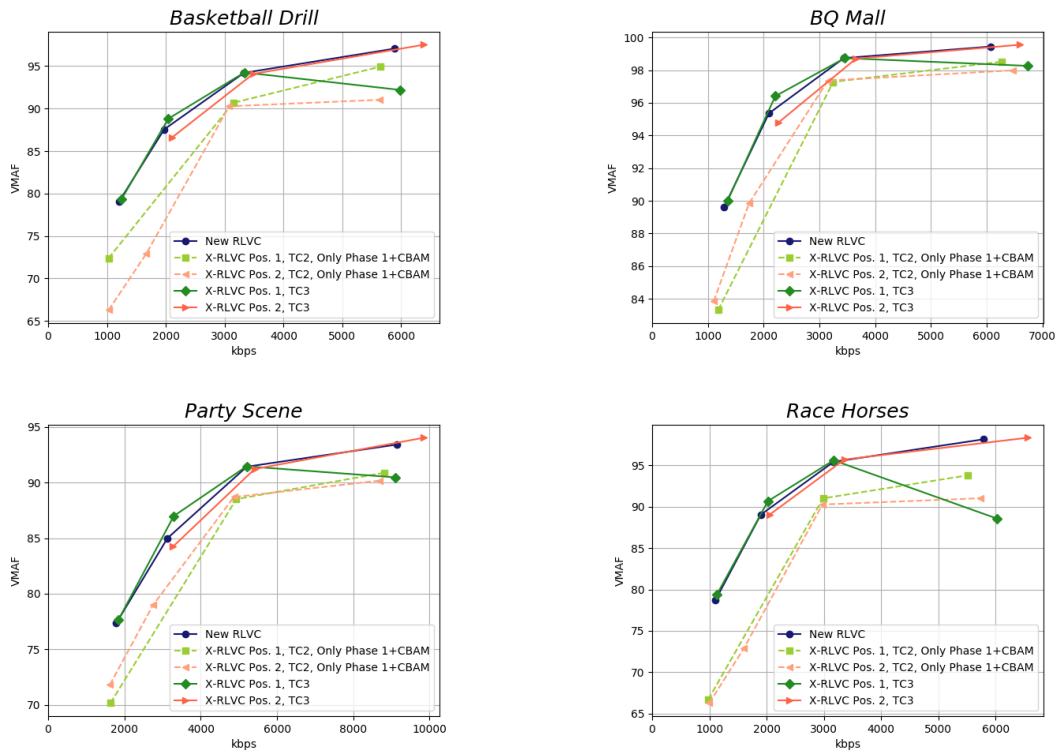 Basketball Drill
95
90
85
80
75
70
65
VMAF
0 1000 2000 3000 4000 5000 6000
kbps
New RLVC
X-RLVC Pos. 1, TC2, Only Phase 1+CBAM
X-RLVC Pos. 2, TC2, Only Phase 1+CBAM
X-RLVC Pos. 1, TC3
X-RLVC Pos. 2, TC3
BQ Mall
100
98
96
94
92
90
88
86
84
VMAF
0 1000 2000 3000 4000 5000 6000 7000
kbps
New RLVC
X-RLVC Pos. 1, TC2, Only Phase 1+CBAM
X-RLVC Pos. 2, TC2, Only Phase 1+CBAM
X-RLVC Pos. 1, TC3
X-RLVC Pos. 2, TC3
Party Scene
95
90
85
80
75
70
VMAF
0 2000 4000 6000 8000 10000
kbps
New RLVC
X-RLVC Pos. 1, TC2, Only Phase 1+CBAM
X-RLVC Pos. 2, TC2, Only Phase 1+CBAM
X-RLVC Pos. 1, TC3
X-RLVC Pos. 2, TC3
Race Horses
95
90
85
80
75
70
65
VMAF
0 1000 2000 3000 4000 5000 6000
kbps
New RLVC
X-RLVC Pos. 1, TC2, Only Phase 1+CBAM
X-RLVC Pos. 2, TC2, Only Phase 1+CBAM
X-RLVC Pos. 1, TC3
X-RLVC Pos. 2, TC3